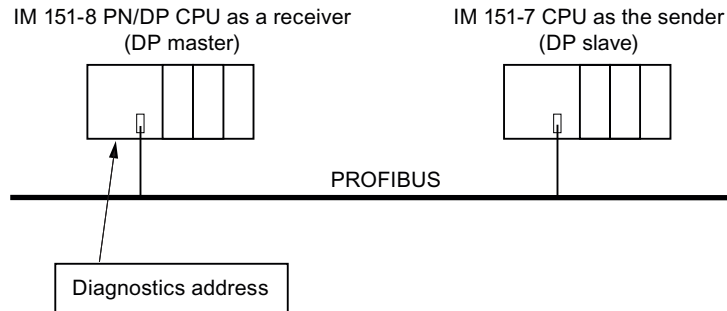 IM 151-8 PN/DP CPU as a receiver
(DP master)
IM 151-7 CPU as the sender
(DP slave)
PROFIBUS
Diagnostics address